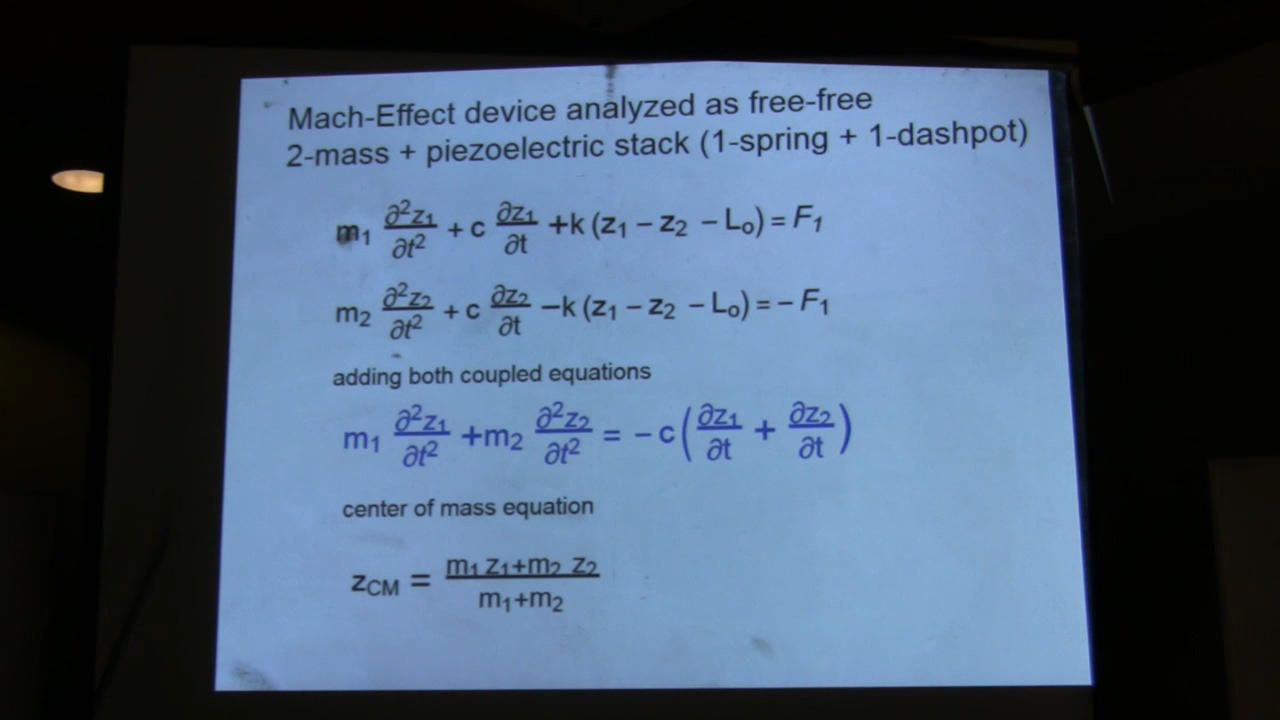 Mach-Effect device analyzed as free-free
2-mass + piezoelectric stack (1-spring + 1-dashpot)
m₁ ∂²z₁/∂t² + c ∂z₁/∂t +k (z₁ – z₂ – Lₒ) = F₁
m₂ ∂²z₂/∂t² + c ∂z₂/∂t –k (z₁ – z₂ – Lₒ) = – F₁
adding both coupled equations
m₁ ∂²z₁/∂t² +m₂ ∂²z₂/∂t² = – c (∂z₁/∂t + ∂z₂/∂t)
center of mass equation
z_CM = (m₁ z₁+m₂ z₂)/(m₁+m₂)